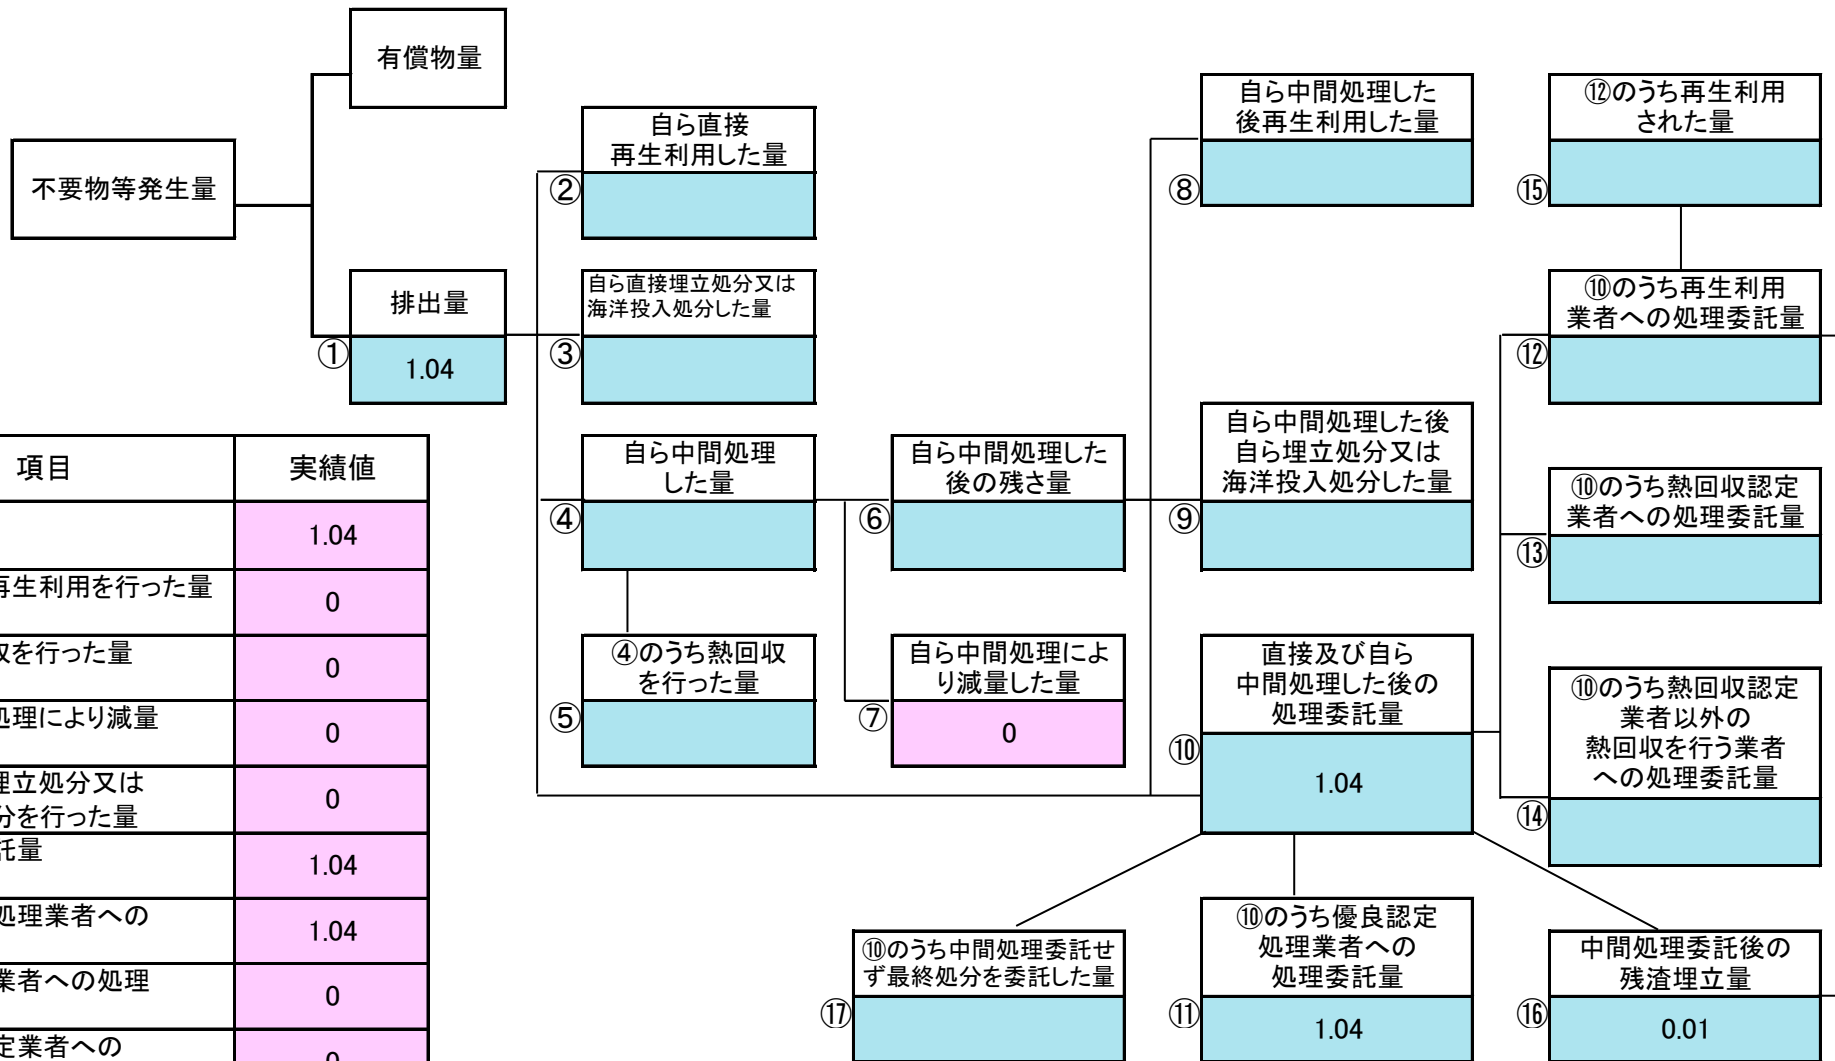 有償物量
不要物等発生量
排出量
①
1.04
自ら直接
再生利用した量
②
自ら直接埋立処分又は
海洋投入処分した量
③
自ら中間処理
した量
④
④のうち熱回収
を行った量
⑤
自ら中間処理した
後の残さ量
⑥
自ら中間処理によ
り減量した量
⑦
0
自ら中間処理した
後再生利用した量
⑧
自ら中間処理した後
自ら埋立処分又は
海洋投入処分した量
⑨
直接及び自ら
中間処理した後の
処理委託量
⑩
1.04
⑫のうち再生利用
された量
⑮
⑩のうち再生利用
業者への処理委託量
⑫
⑩のうち熱回収認定
業者への処理委託量
⑬
⑩のうち熱回収認定
業者以外の
熱回収を行う業者
への処理委託量
⑭
⑩のうち中間処理委託せ
ず最終処分を委託した量
⑰
⑩のうち優良認定
処理業者への
処理委託量
⑪
1.04
中間処理委託後の
残渣埋立量
⑯
0.01
項目 実績値
1.04
再生利用を行った量 0
を行った量 0
処理により減量 0
埋立処分又は
分を行った量 0
託量 1.04
処理業者への 1.04
業者への処理 0
定業者への 0